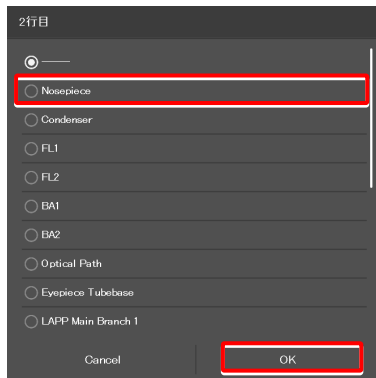 2行目
——
Nosepiece
Condenser
FL1
FL2
BA1
BA2
Optical Path
Eyepiece Tubebase
LAPP Main Branch 1
Cancel
OK